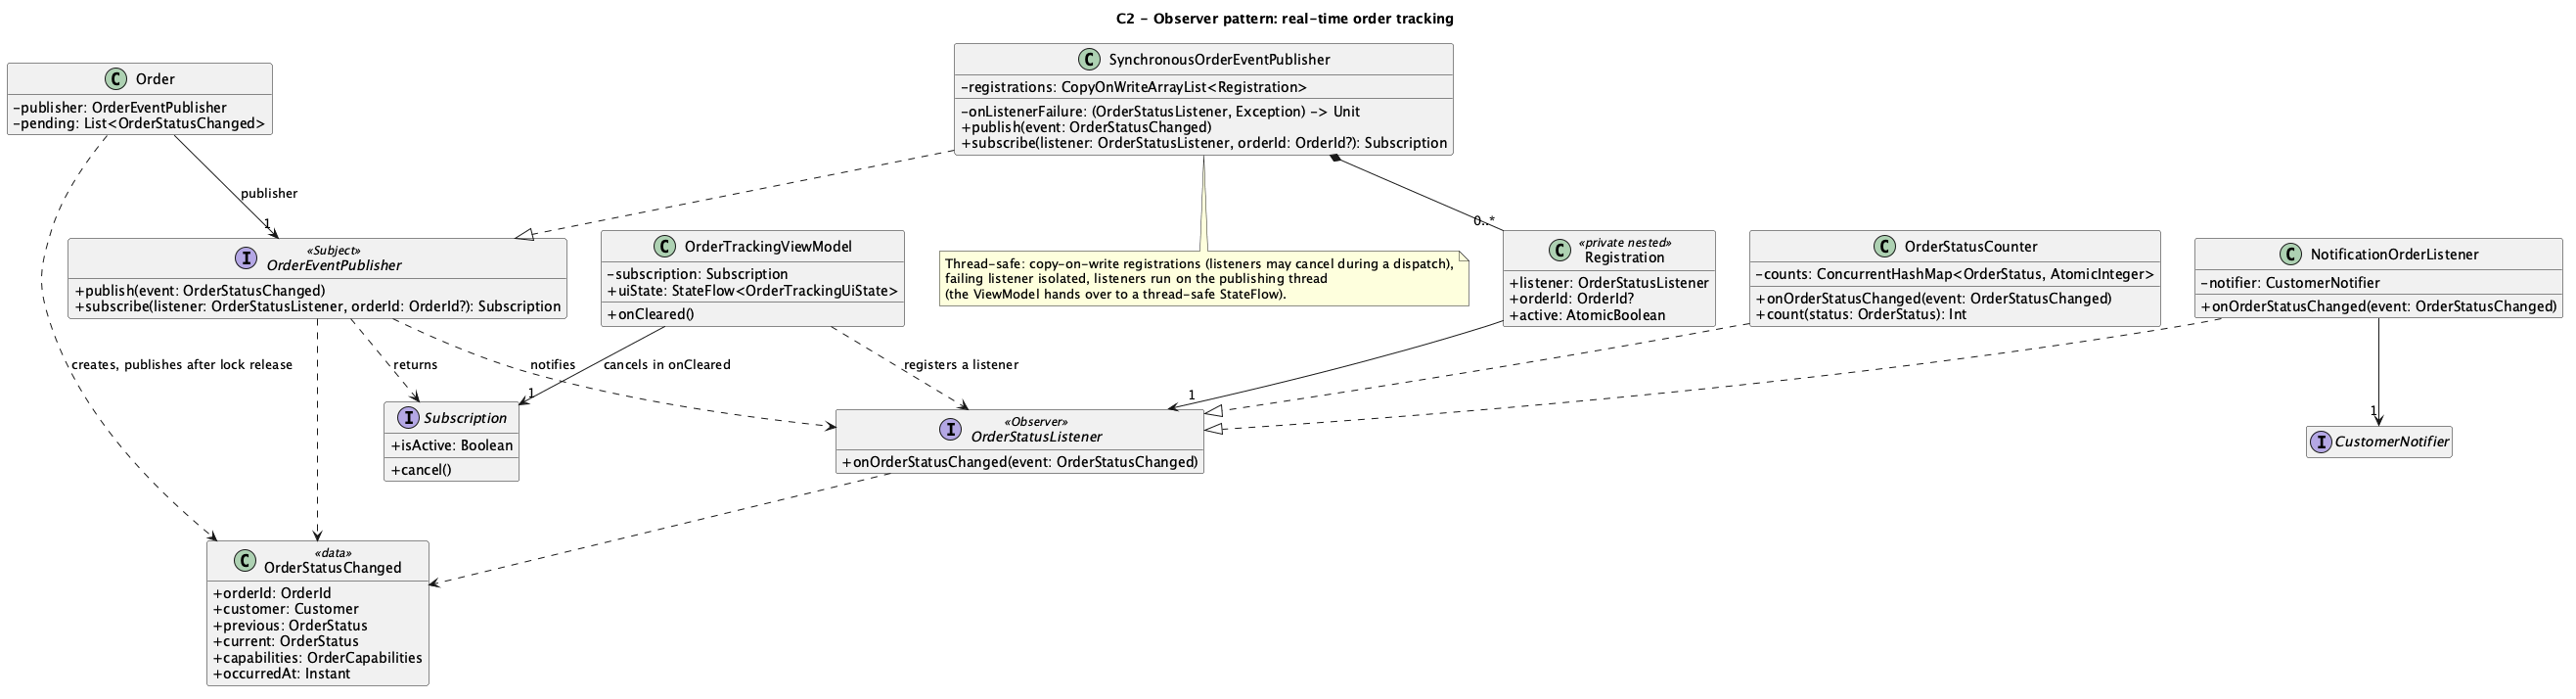 C2 - Observer pattern: real-time order tracking
C SynchronousOrderEventPublisher
-registrations: CopyOnWriteArrayList<Registration>
-onListenerFailure: (OrderStatusListener, Exception) -> Unit
+publish(event: OrderStatusChanged)
+subscribe(listener: OrderStatusListener, orderId: OrderId?): Subscription
C Order
-publisher: OrderEventPublisher
-pending: List<OrderStatusChanged>
publisher
1
0..*
«Subject»
I OrderEventPublisher
+publish(event: OrderStatusChanged)
+subscribe(listener: OrderStatusListener, orderId: OrderId?): Subscription
C OrderTrackingViewModel
-subscription: Subscription
+uiState: StateFlow<OrderTrackingUiState>
+onCleared()
Thread-safe: copy-on-write registrations (listeners may cancel during a dispatch),
failing listener isolated, listeners run on the publishing thread
(the ViewModel hands over to a thread-safe StateFlow).
«private nested»
C Registration
+listener: OrderStatusListener
+orderId: OrderId?
+active: AtomicBoolean
C OrderStatusCounter
-counts: ConcurrentHashMap<OrderStatus, AtomicInteger>
+onOrderStatusChanged(event: OrderStatusChanged)
+count(status: OrderStatus): Int
C NotificationOrderListener
-notifier: CustomerNotifier
+onOrderStatusChanged(event: OrderStatusChanged)
creates, publishes after lock release
returns
notifies
cancels in onCleared
registers a listener
1
1
1
I Subscription
+isActive: Boolean
+cancel()
«Observer»
I OrderStatusListener
+onOrderStatusChanged(event: OrderStatusChanged)
I CustomerNotifier
«data»
C OrderStatusChanged
+orderId: OrderId
+customer: Customer
+previous: OrderStatus
+current: OrderStatus
+capabilities: OrderCapabilities
+occurredAt: Instant